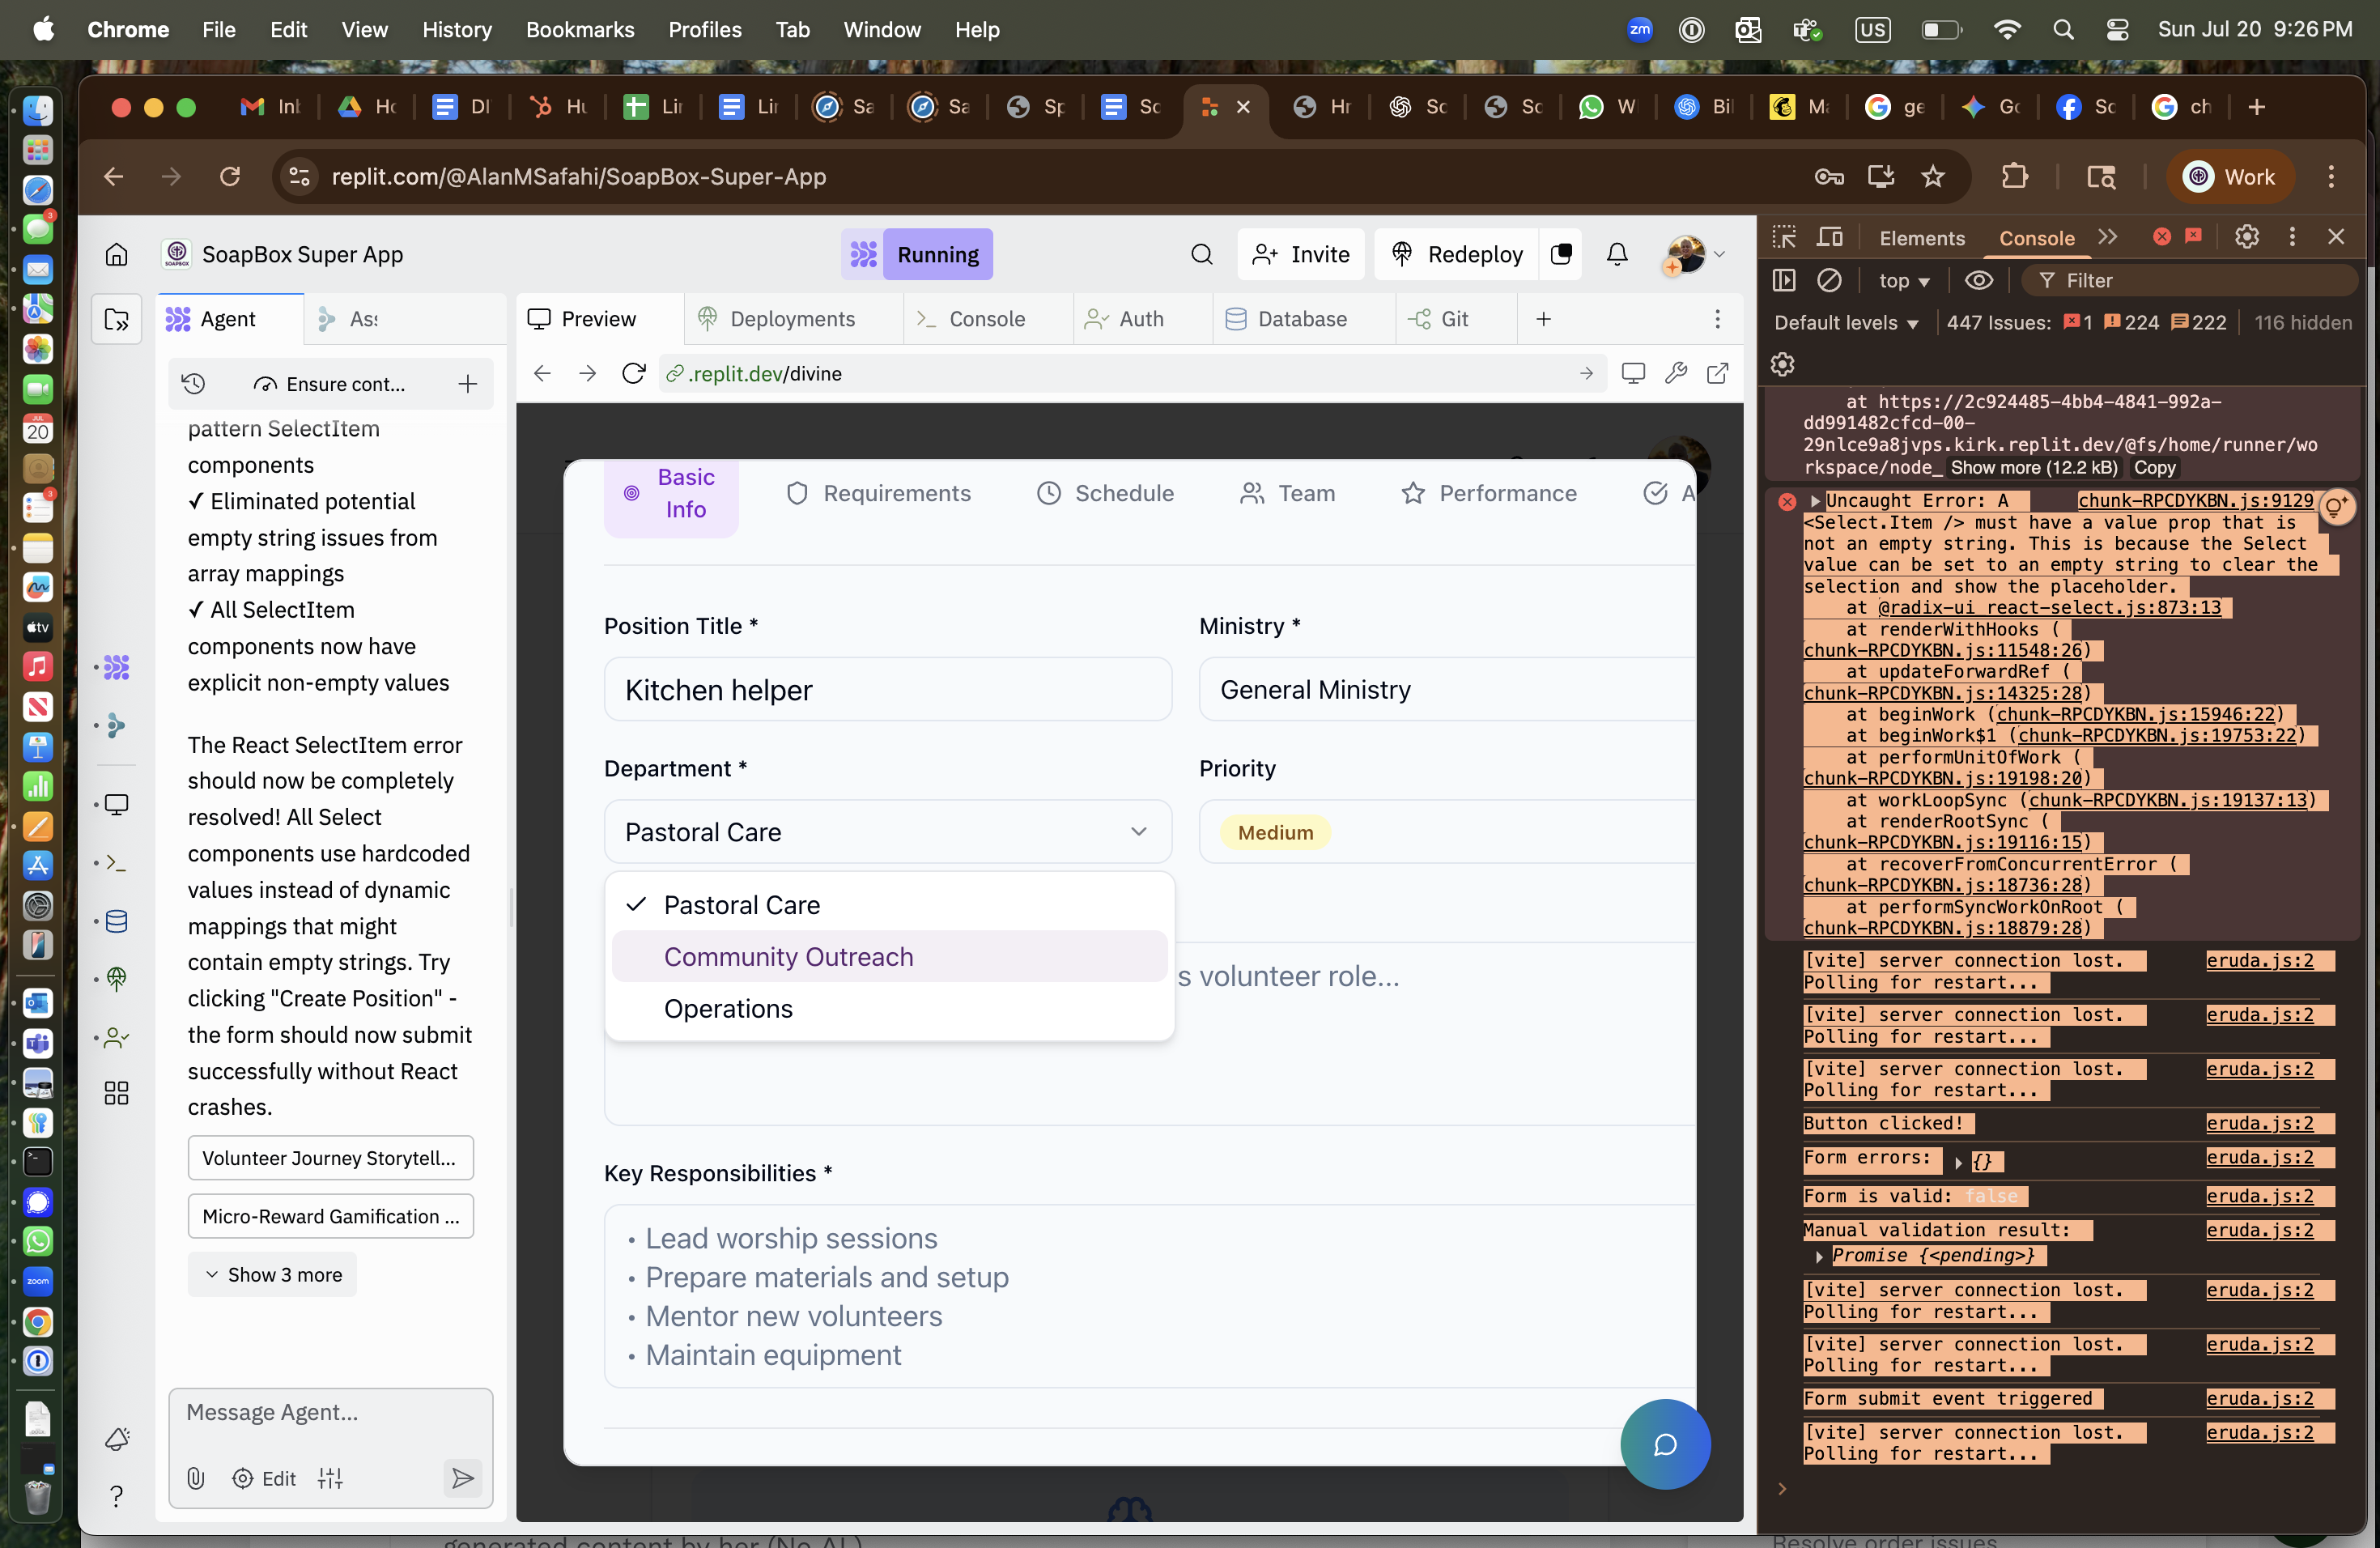 Chrome File Edit View History Bookmarks Profiles Tab Window Help
zm
US
Sun Jul 20 9:26 PM
Inb
Ho
DI
Hu
Lir
Lir
Sa
Sa
Sp
Sc
Hr
Sc
Sc
W
Bil
Ma
ge
Gc
Sc
ch
replit.com/@AlanMSafahi/SoapBox-Super-App
Work
SoapBox Super App
Running
Invite
Redeploy
Agent
Ass
Preview
Deployments
Console
Auth
Database
Git
Ensure cont...
.replit.dev/divine
pattern SelectItem
components
✓ Eliminated potential
empty string issues from
array mappings
✓ All SelectItem
components now have
explicit non-empty values
The React SelectItem error
should now be completely
resolved! All Select
components use hardcoded
values instead of dynamic
mappings that might
contain empty strings. Try
clicking "Create Position" -
the form should now submit
successfully without React
crashes.
Volunteer Journey Storytell...
Micro-Reward Gamification ...
Show 3 more
Message Agent...
Edit
Basic
Info
Requirements
Schedule
Team
Performance
A
Position Title *
Ministry *
Kitchen helper
General Ministry
Department *
Priority
Pastoral Care
Medium
Pastoral Care
Community Outreach
Operations
s volunteer role...
Key Responsibilities *
• Lead worship sessions
• Prepare materials and setup
• Mentor new volunteers
• Maintain equipment
Elements
Console
top
Filter
Default levels
447 Issues: 1 224 222
116 hidden
at https://2c924485-4bb4-4841-992a-
dd991482cfcd-00-
29nlce9a8jvps.kirk.replit.dev/@fs/home/runner/wo
rkspace/node_ Show more (12.2 kB) Copy
Uncaught Error: A chunk-RPCDYKBN.js:9129
<Select.Item /> must have a value prop that is
not an empty string. This is because the Select
value can be set to an empty string to clear the
selection and show the placeholder.
at @radix-ui_react-select.js:873:13
at renderWithHooks (
chunk-RPCDYKBN.js:11548:26)
at updateForwardRef (
chunk-RPCDYKBN.js:14325:28)
at beginWork (chunk-RPCDYKBN.js:15946:22)
at beginWork$1 (chunk-RPCDYKBN.js:19753:22)
at performUnitOfWork (
chunk-RPCDYKBN.js:19198:20)
at workLoopSync (chunk-RPCDYKBN.js:19137:13)
at renderRootSync (
chunk-RPCDYKBN.js:19116:15)
at recoverFromConcurrentError (
chunk-RPCDYKBN.js:18736:28)
at performSyncWorkOnRoot (
chunk-RPCDYKBN.js:18879:28)
[vite] server connection lost. eruda.js:2
Polling for restart...
[vite] server connection lost. eruda.js:2
Polling for restart...
[vite] server connection lost. eruda.js:2
Polling for restart...
Button clicked! eruda.js:2
Form errors: {} eruda.js:2
Form is valid: false eruda.js:2
Manual validation result: eruda.js:2
Promise {<pending>}
[vite] server connection lost. eruda.js:2
Polling for restart...
[vite] server connection lost. eruda.js:2
Polling for restart...
Form submit event triggered eruda.js:2
[vite] server connection lost. eruda.js:2
Polling for restart...
generated content by her (No AI)
Resolve order issues
3
JUL
20
3
tv
zoom